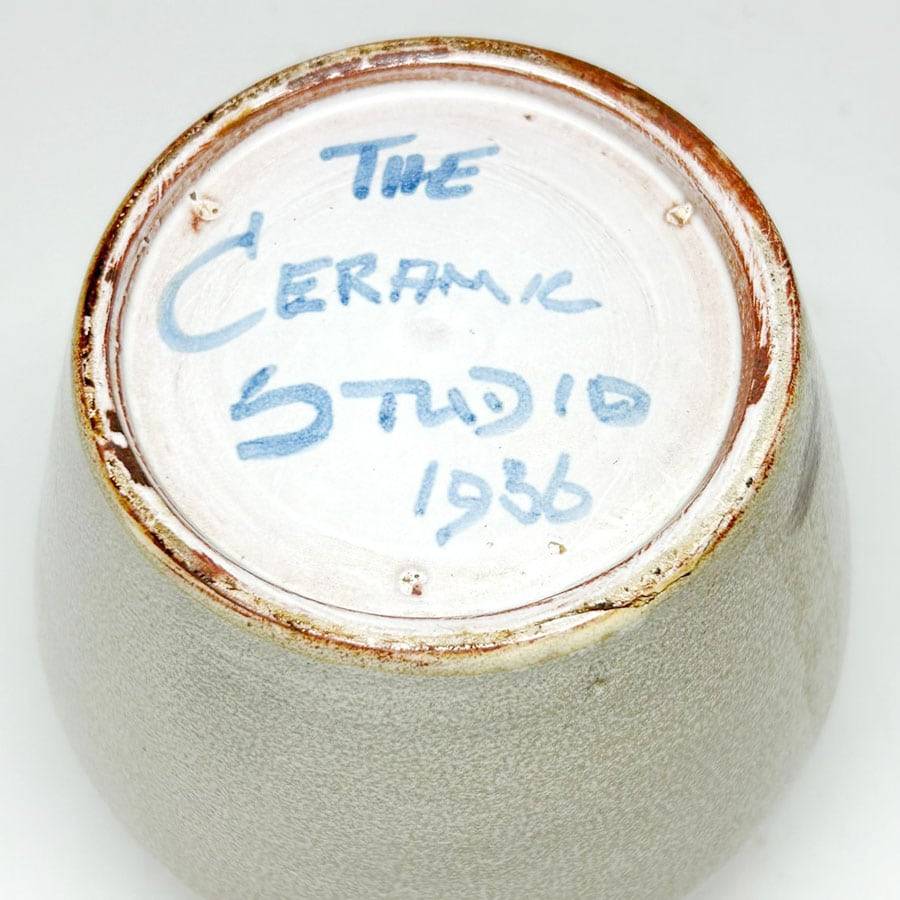 THE
CERAMIC
STUDIO
1936